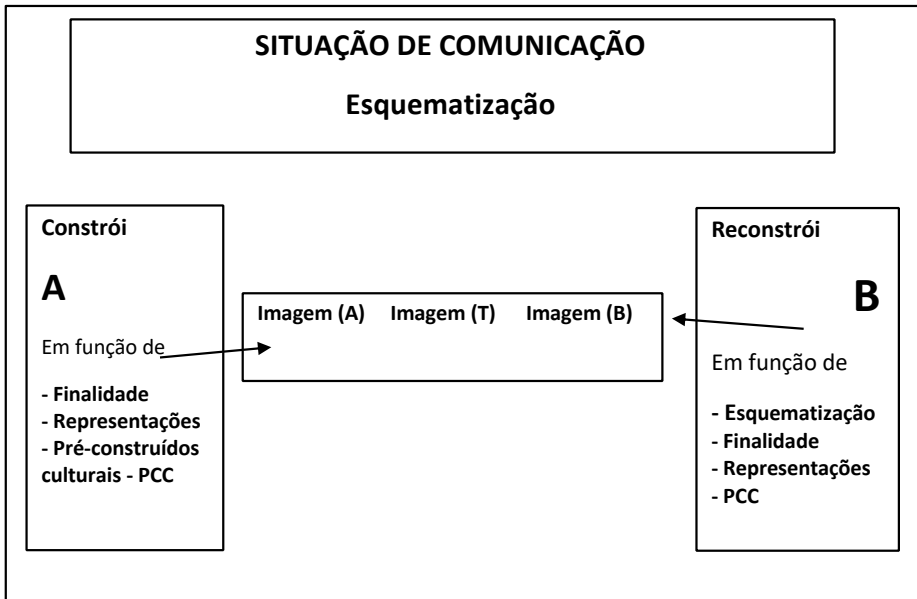 SITUAÇÃO DE COMUNICAÇÃO
Esquematização
Constrói
A
Em função de
- Finalidade
- Representações
- Pré-construídos
culturais - PCC
Imagem (A) Imagem (T) Imagem (B)
Reconstrói
B
Em função de
- Esquematização
- Finalidade
- Representações
- PCC